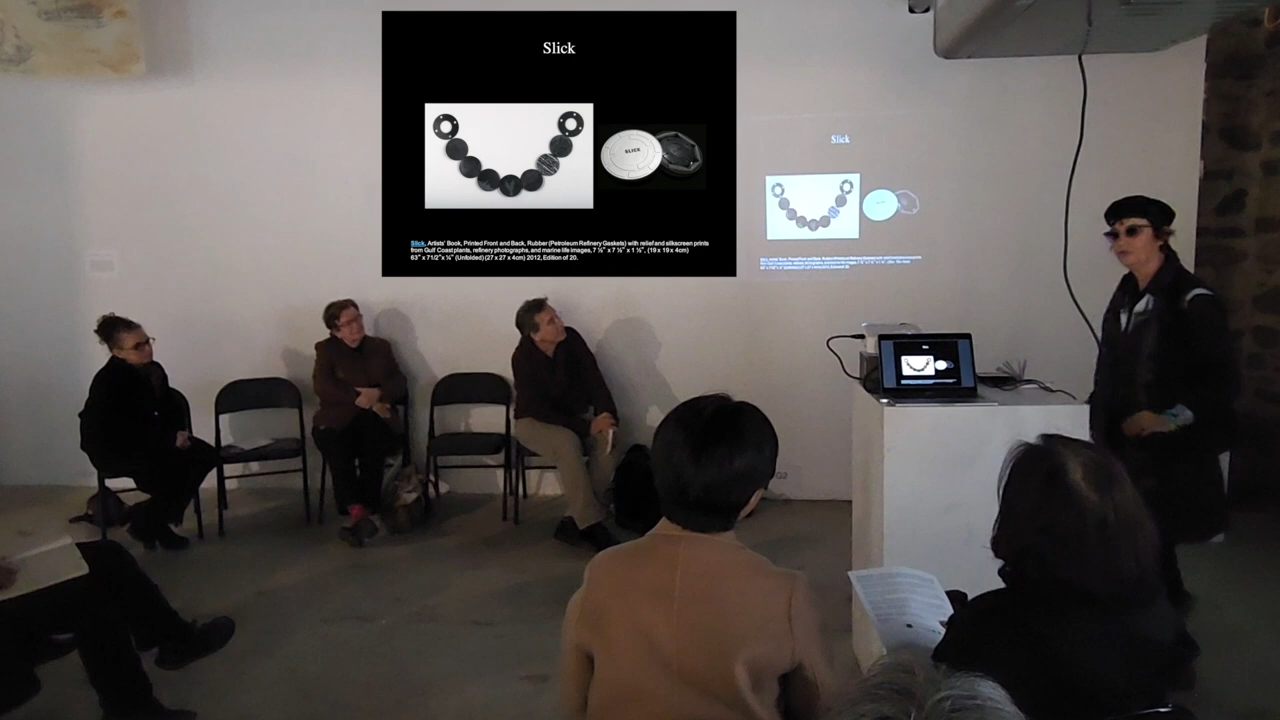 Slick
SLICK
Slick, Artists' Book, Printed Front and Back, Rubber (Petroleum Refinery Gaskets) with relief and silkscreen prints
from Gulf Coast plants, refinery photographs, and marine life images, 7 ½" x 7 ½" x 1 ½", (19 x 19 x 4cm)
63" x 71/2"x ¼" (Unfolded) (27 x 27 x 4cm) 2012, Edition of 20.
Slick
Slick